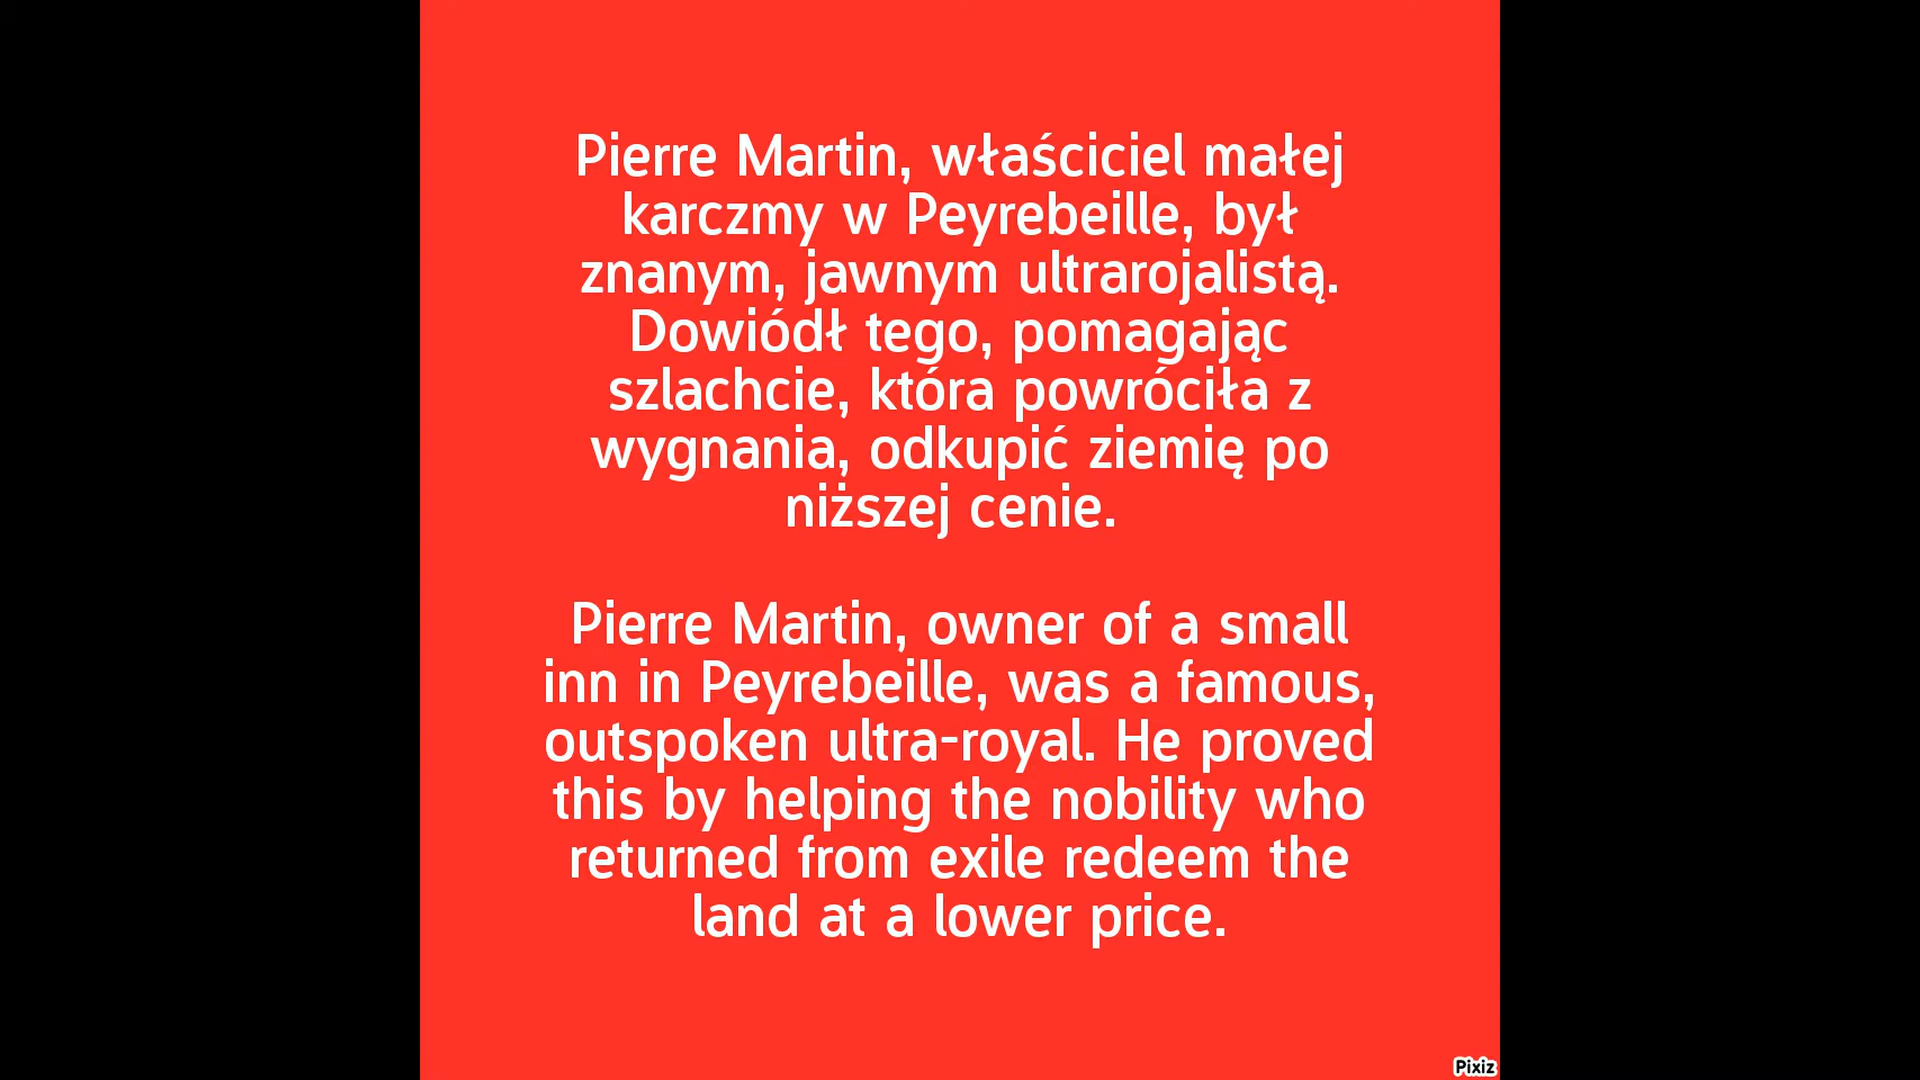 Pierre Martin, właściciel małej
karczmy w Peyrebeille, był
znanym, jawnym ultrarojalistą.
Dowiódł tego, pomagając
szlachcie, która powróciła z
wygnania, odkupić ziemię po
niższej cenie.
Pierre Martin, owner of a small
inn in Peyrebeille, was a famous,
outspoken ultra-royal. He proved
this by helping the nobility who
returned from exile redeem the
land at a lower price.
Pixiz